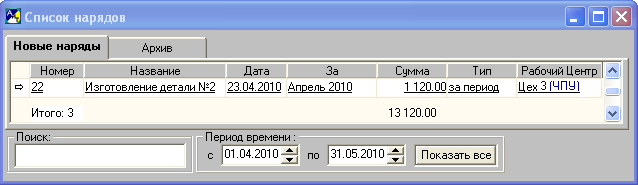 Список нарядов
Новые наряды Архив
Номер Название Дата За Сумма Тип Рабочий Центр
22 Изготовление детали №2 23.04.2010 Апрель 2010 1 120.00 за период Цех 3 (ЧПУ)
Итого: 3 13 120.00
Поиск: Период времени :
с 01.04.2010 по 31.05.2010 Показать все